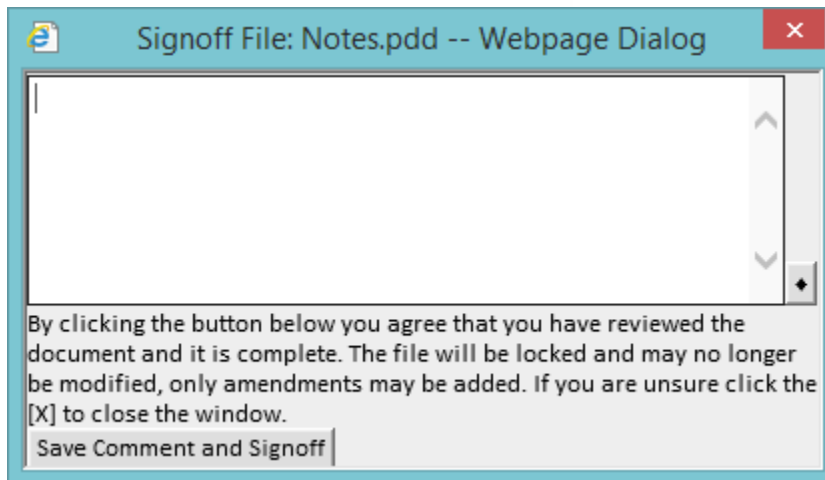 Signoff File: Notes.pdd -- Webpage Dialog
By clicking the button below you agree that you have reviewed the
document and it is complete. The file will be locked and may no longer
be modified, only amendments may be added. If you are unsure click the
[X] to close the window.
Save Comment and Signoff